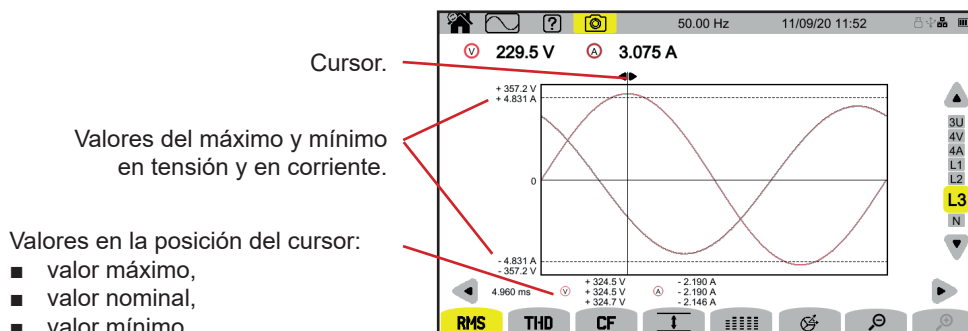 ? 50.00 Hz 11/09/20 11:52
V 229.5 V A 3.075 A
Cursor.
+ 357.2 V
+ 4.831 A
Valores del máximo y mínimo
en tensión y en corriente.
3U
4V
4A
L1
L2
L3
N
0
Valores en la posición del cursor:
■ valor máximo,
■ valor nominal,
■ valor mínimo
- 4.831 A
- 357.2 V
+ 324.5 V - 2.190 A
4.960 ms V + 324.5 V A - 2.190 A
+ 324.7 V - 2.146 A
RMS THD CF